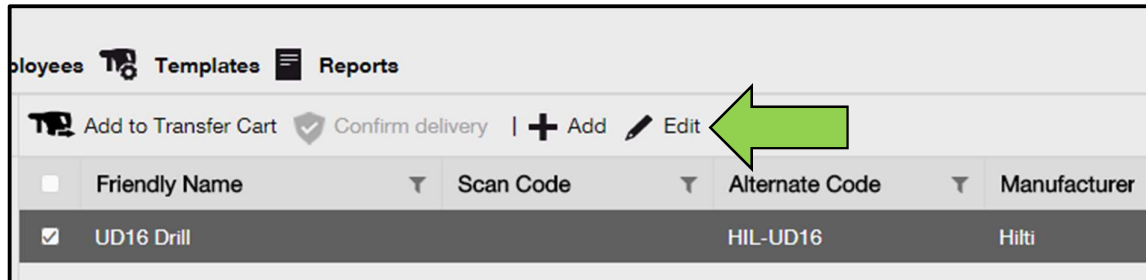 Templates Reports
Add to Transfer Cart Confirm delivery | Add Edit
Friendly Name Scan Code Alternate Code Manufacturer
UD16 Drill HIL-UD16 Hilti